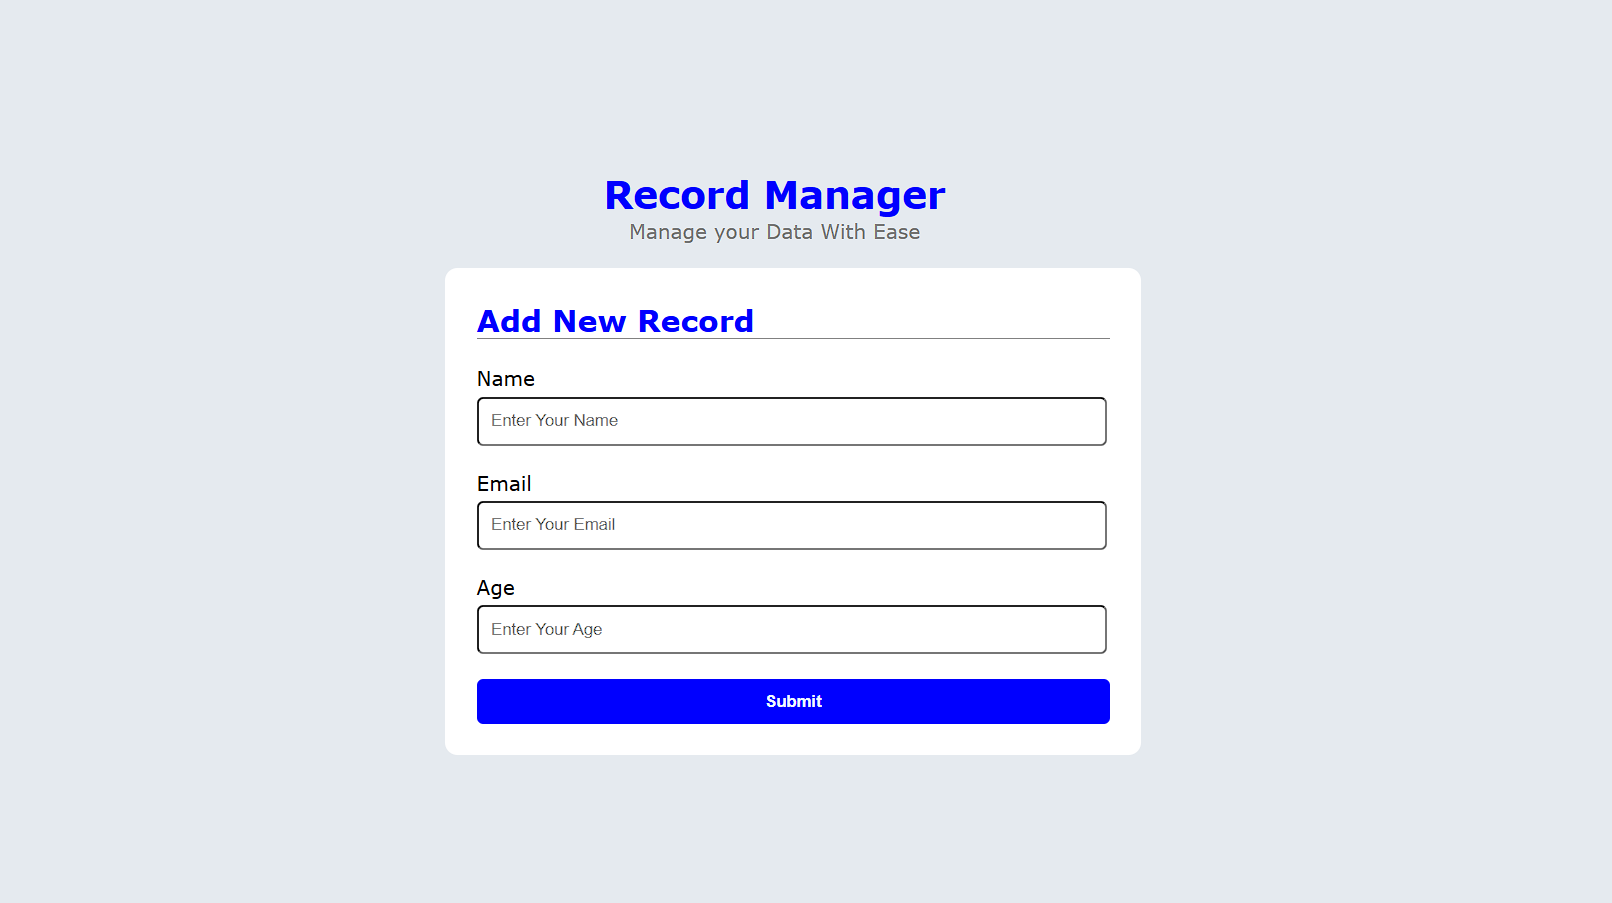 Record Manager
Manage your Data With Ease
Add New Record
Name
Enter Your Name
Email
Enter Your Email
Age
Enter Your Age
Submit